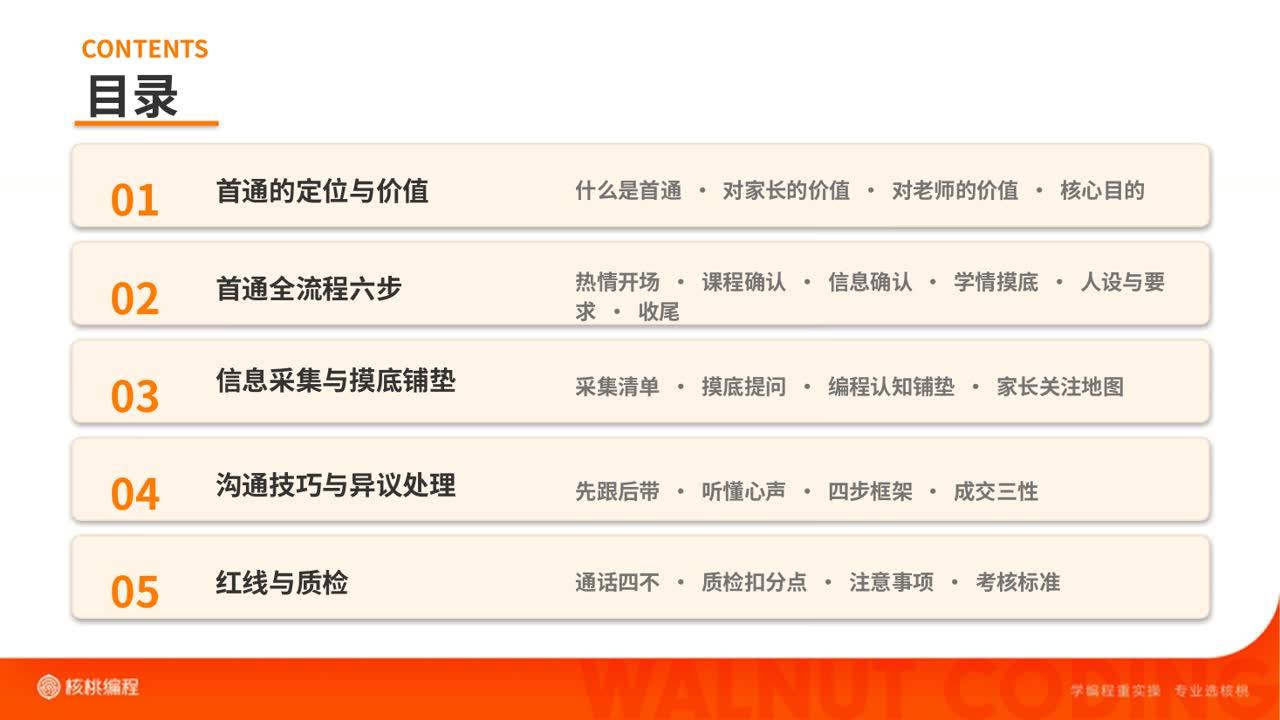 CONTENTS
目录
01
首通的定位与价值
什么是首通 • 对家长的价值 • 对老师的价值 • 核心目的
02
首通全流程六步
热情开场 • 课程确认 • 信息确认 • 学情摸底 • 人设与要
求 • 收尾
03
信息采集与摸底铺垫
采集清单 • 摸底提问 • 编程认知铺垫 • 家长关注地图
04
沟通技巧与异议处理
先跟后带 • 听懂心声 • 四步框架 • 成交三性
05
红线与质检
通话四不 • 质检扣分点 • 注意事项 • 考核标准
核桃编程
WALNUT CODING
学编程重实操 专业选核桃